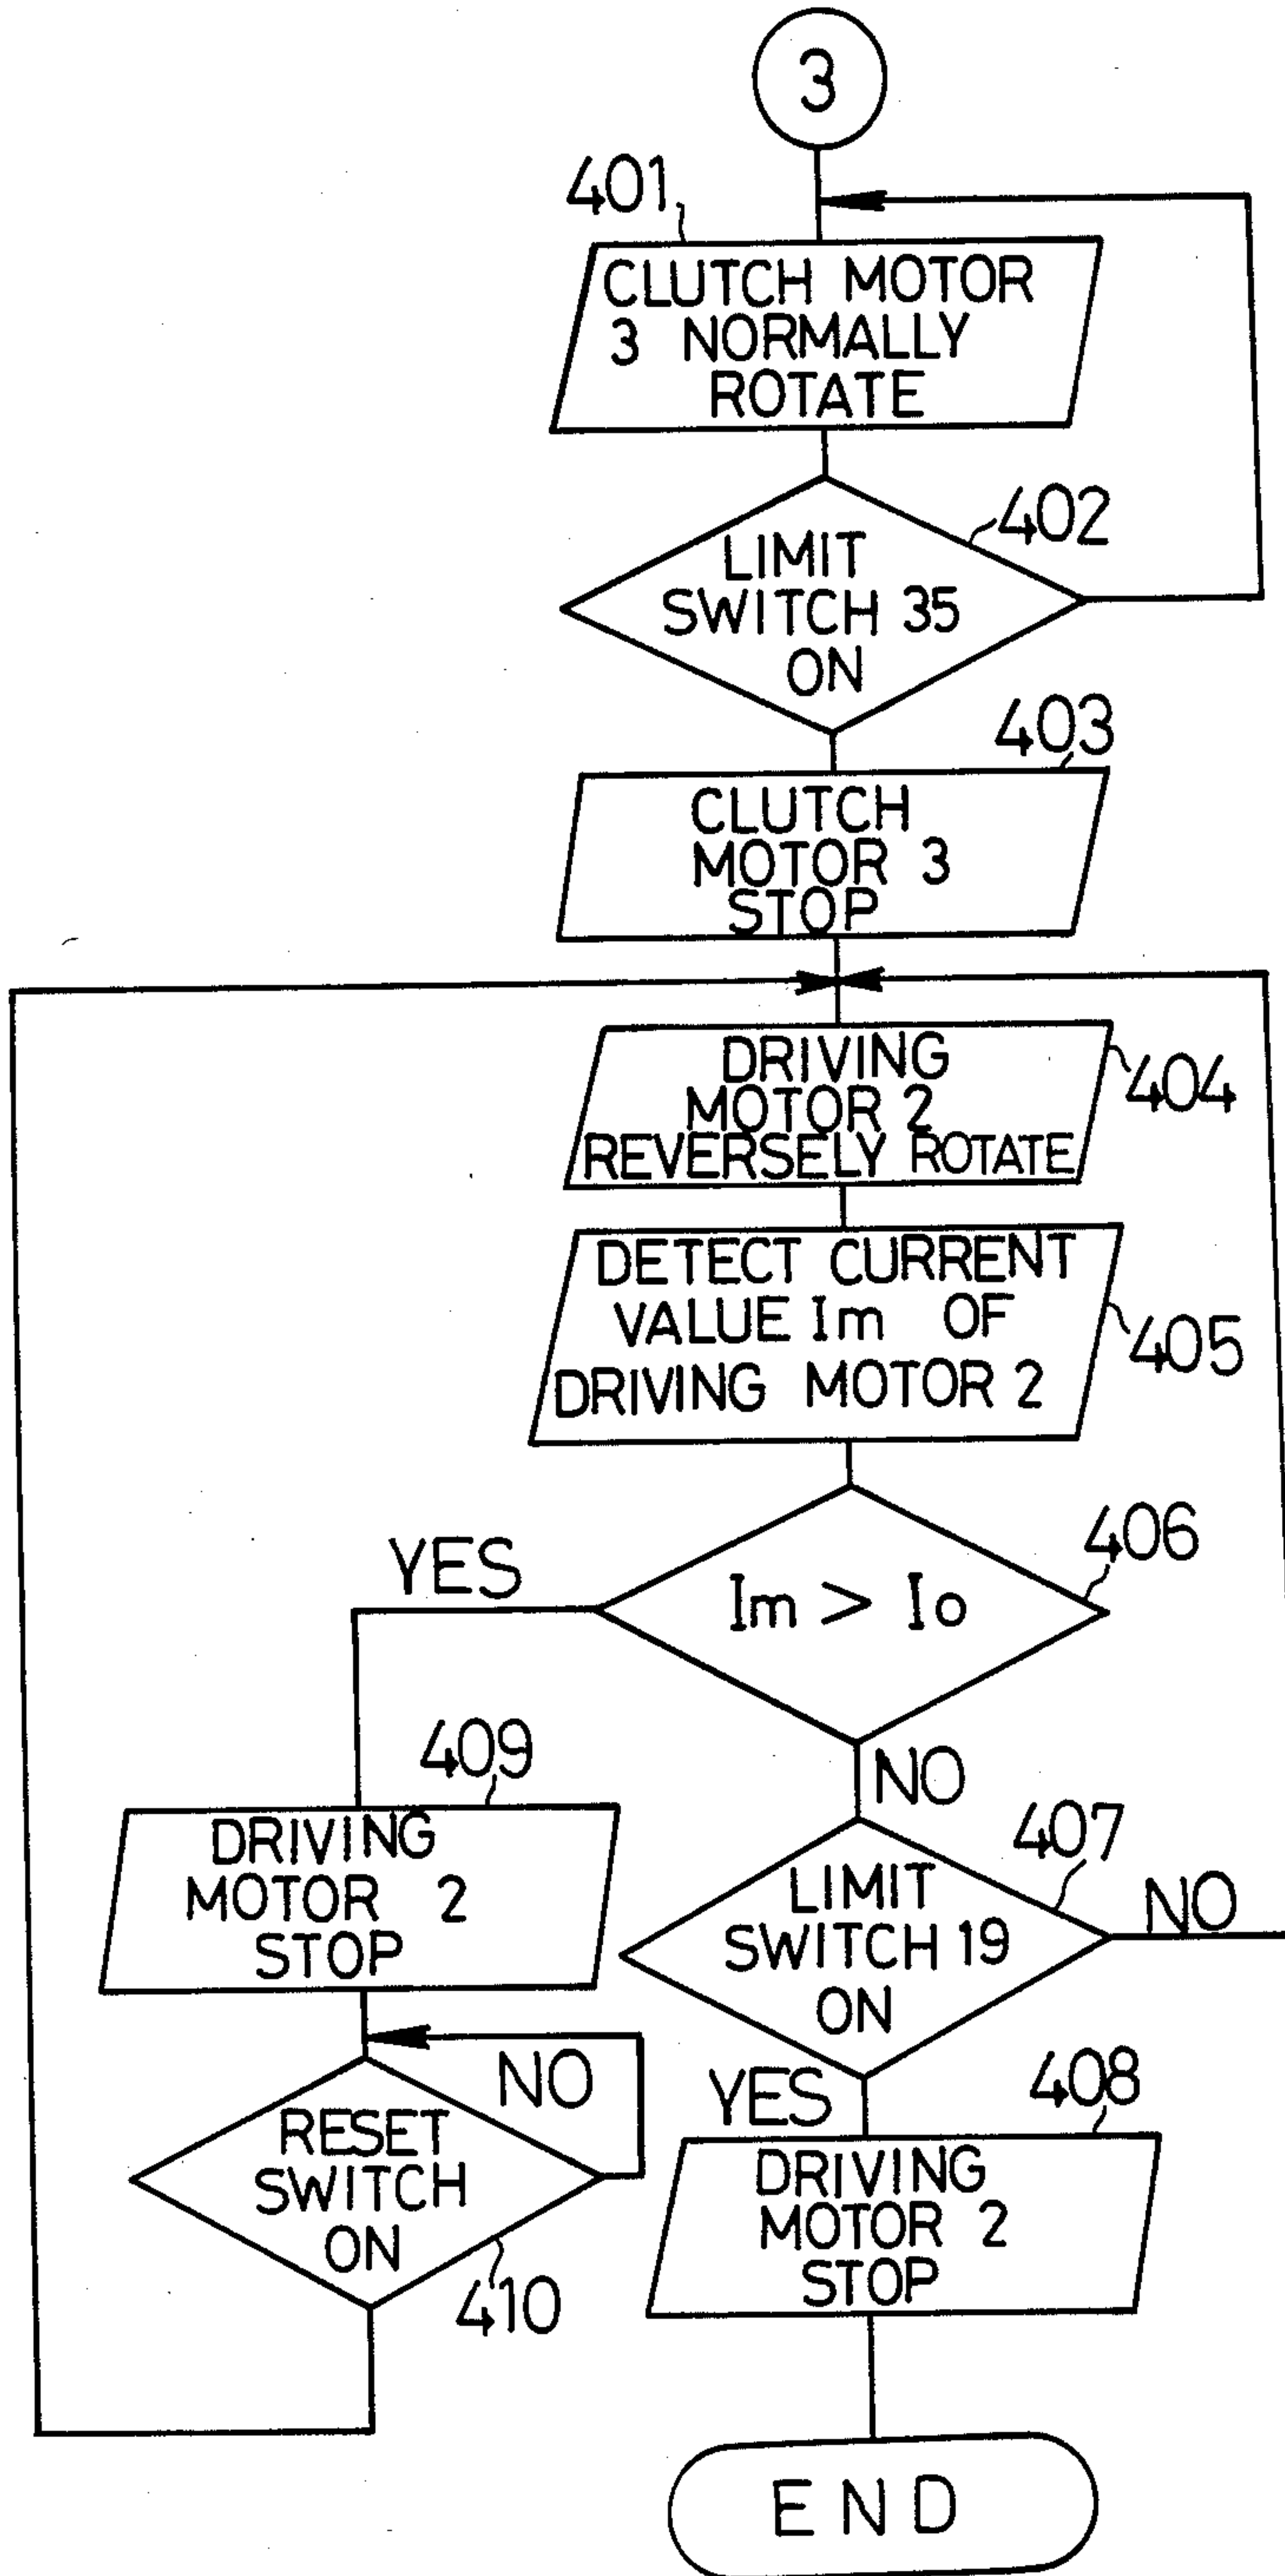 3
401
CLUTCH MOTOR
3 NORMALLY
ROTATE
402
LIMIT
SWITCH 35
ON
403
CLUTCH
MOTOR 3
STOP
404
DRIVING
MOTOR 2
REVERSELY ROTATE
405
DETECT CURRENT
VALUE Im OF
DRIVING MOTOR 2
406
YES
Im > Io
NO
409
DRIVING
MOTOR 2
STOP
407
LIMIT
SWITCH 19
ON
NO
YES
NO
RESET
SWITCH
ON
410
408
DRIVING
MOTOR 2
STOP
END